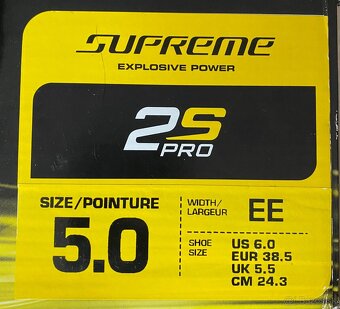 SUPREME
EXPLOSIVE POWER
2S
PRO
SIZE/POINTURE
5.0
WIDTH/
LARGEUR
EE
SHOE
SIZE
US 6.0
EUR 38.5
UK 5.5
CM 24.3